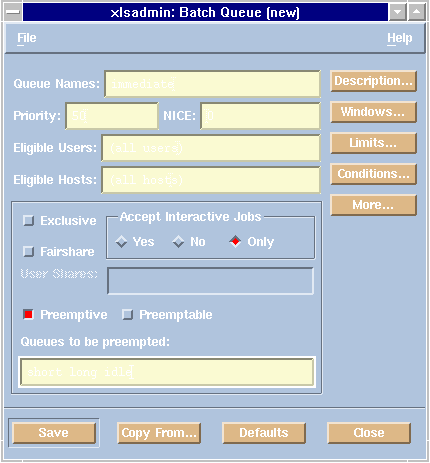 xlsadmin: Batch Queue (new)
File Help
Queue Names: immediate Description...
Priority: 50 NICE: 0 Windows...
Eligible Users: (all users) Limits...
Eligible Hosts: (all hosts) Conditions...
More...
Exclusive Accept Interactive Jobs
Yes No Only
Fairshare
User Shares:
Preemptive Preemptable
Queues to be preempted:
short long idle
Save Copy From... Defaults Close